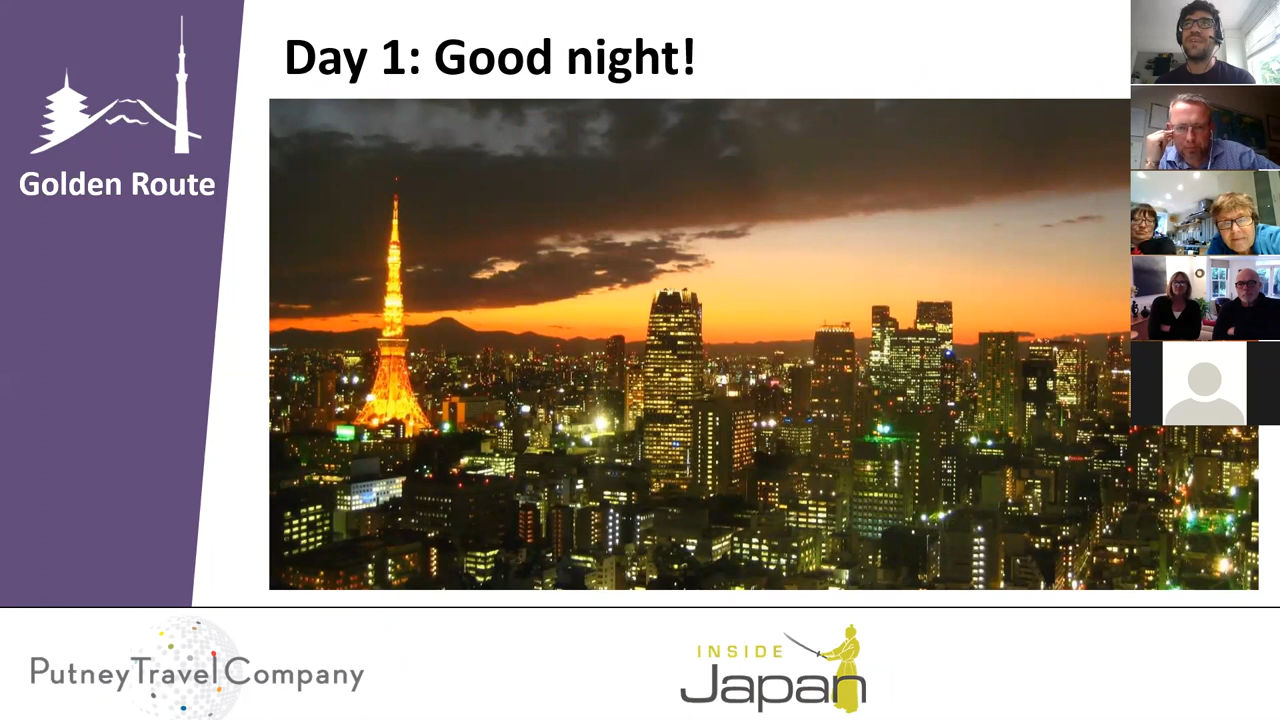 Day 1: Good night!
Golden Route
PutneyTravelCompany
INSIDE
Japan